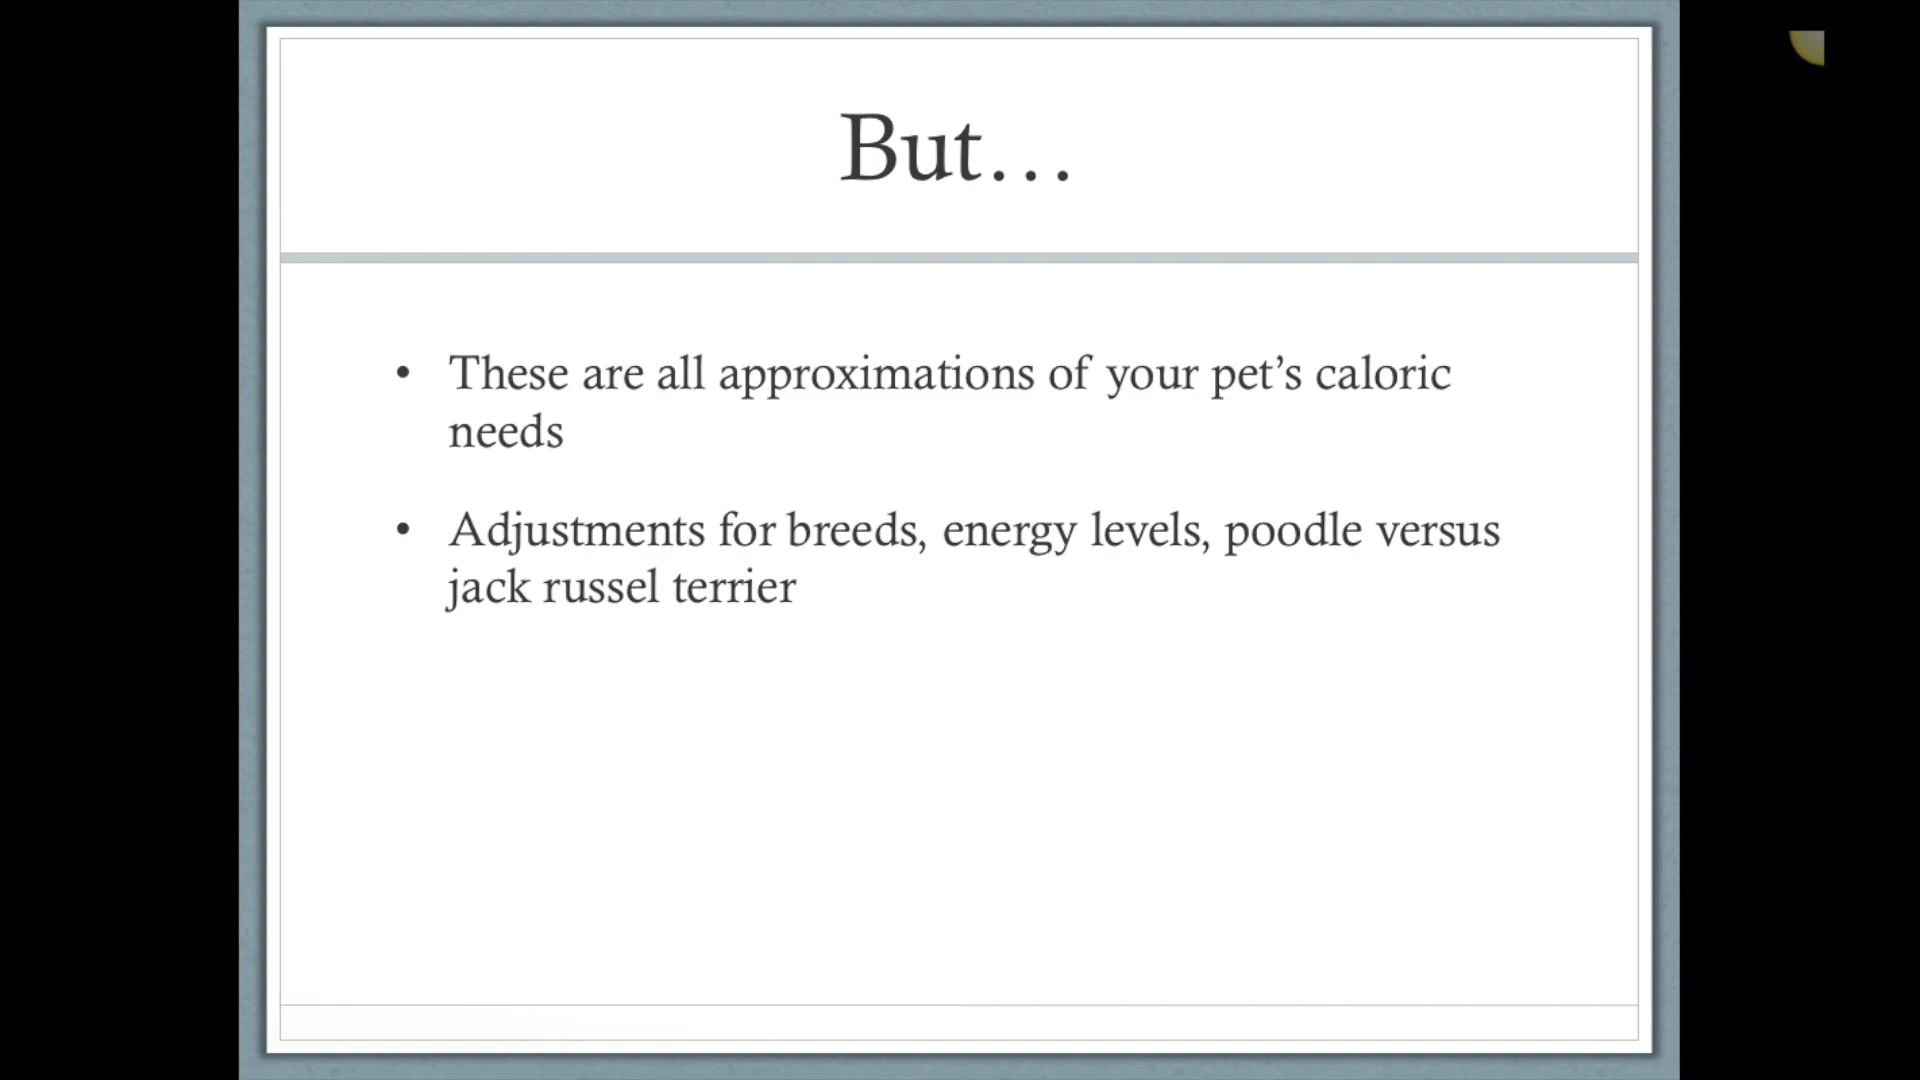 But…
• These are all approximations of your pet’s caloric
needs
• Adjustments for breeds, energy levels, poodle versus
jack russel terrier